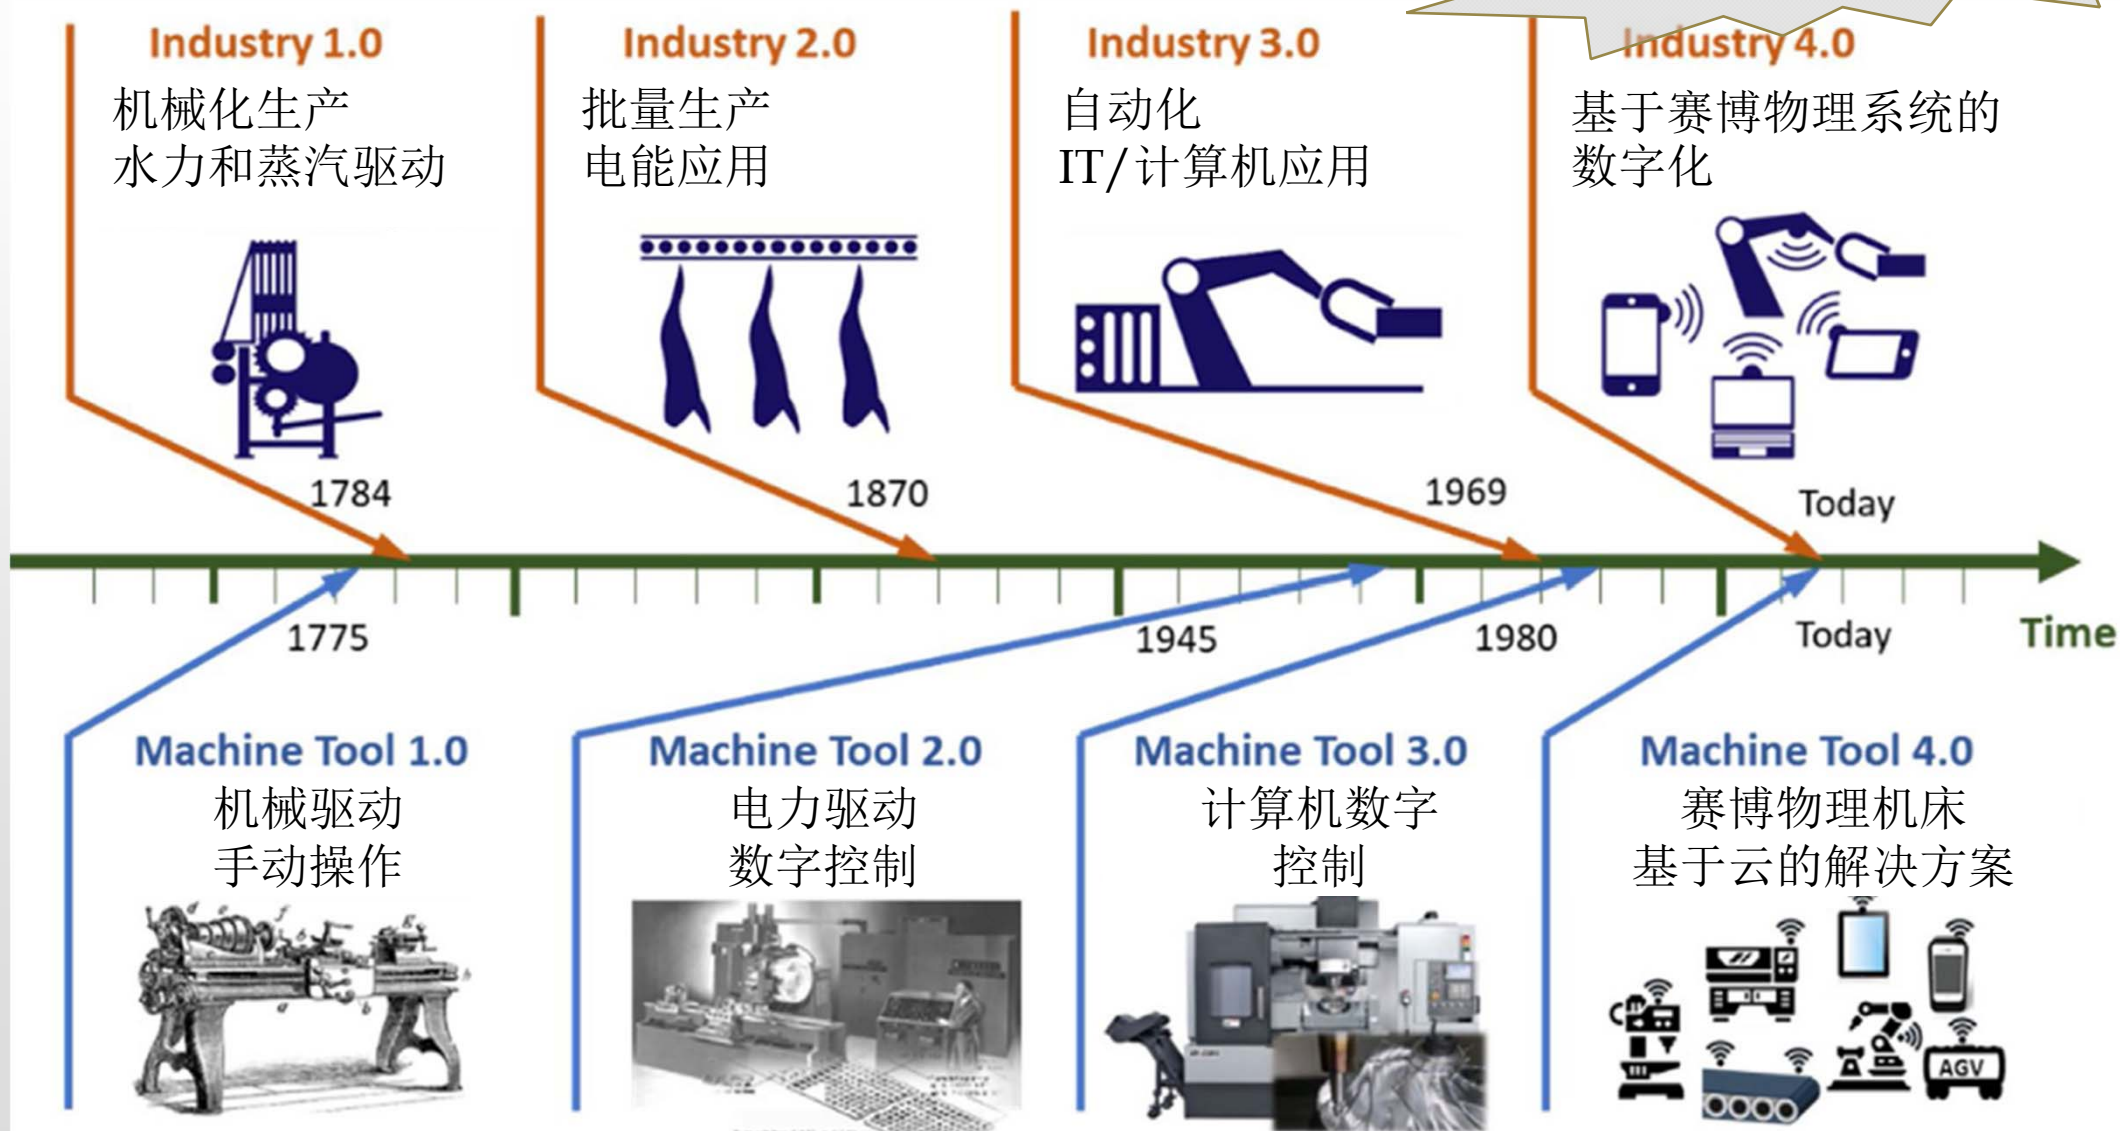 Industry 1.0
机械化生产
水力和蒸汽驱动
Industry 2.0
批量生产
电能应用
Industry 3.0
自动化
IT/计算机应用
Industry 4.0
基于赛博物理系统的
数字化
1784
1870
1969
Today
1775
1945
1980
Today
Time
Machine Tool 1.0
机械驱动
手动操作
Machine Tool 2.0
电力驱动
数字控制
Machine Tool 3.0
计算机数字
控制
Machine Tool 4.0
赛博物理机床
基于云的解决方案
AGV